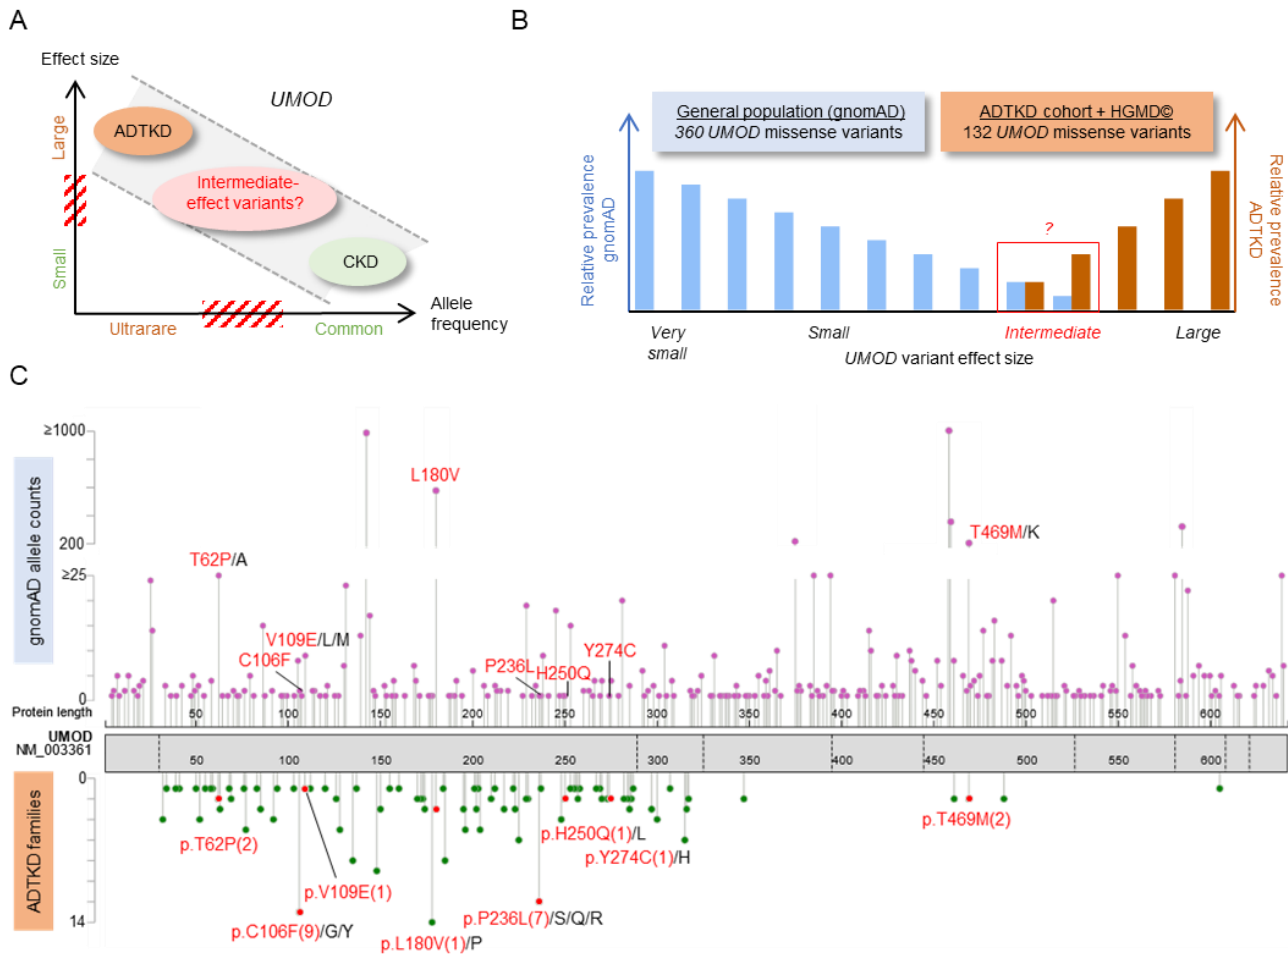 A
Effect size
UMOD
Large
ADTKD
Intermediate-
effect variants?
Small
CKD
Ultrarare
Common
Allele
frequency
B
General population (gnomAD)
360 UMOD missense variants
ADTKD cohort + HGMD©
132 UMOD missense variants
Relative prevalence
gnomAD
Relative prevalence
ADTKD
?
Very
small
Small
Intermediate
Large
UMOD variant effect size
C
gnomAD allele counts
≥1000
200
≥25
0
L180V
T469M/K
T62P/A
V109E/L/M
C106F
P236L
H250Q
Y274C
Protein length
50 100 150 200 250 300 350 400 450 500 550 600
UMOD
NM_003361
50 100 150 200 250 300 350 400 450 500 550 600
ADTKD families
0
14
p.T62P(2)
p.V109E(1)
p.C106F(9)/G/Y
p.L180V(1)/P
p.P236L(7)/S/Q/R
p.H250Q(1)/L
p.Y274C(1)/H
p.T469M(2)